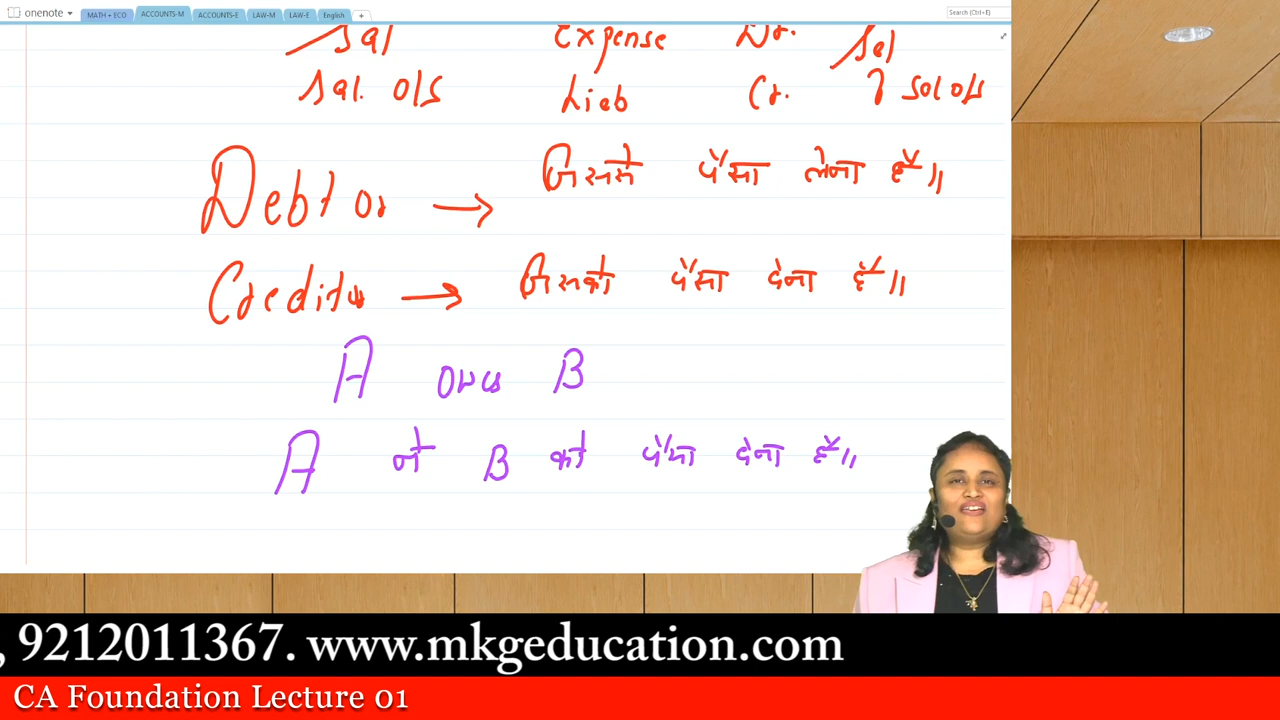 onenote MATH + ECO ACCOUNTS-M ACCOUNTS-E LAW-M LAW-E English + Search (Ctrl+E)
Sal Expense Dr. Sal
Sal. O/S Liab Cr. Sal O/S
Debtor → जिससे पैसा लेना है॥
Creditor → जिसको पैसा देना है॥
A owes B
A ने B को पैसा देना है॥
, 9212011367. www.mkgeducation.com
CA Foundation Lecture 01